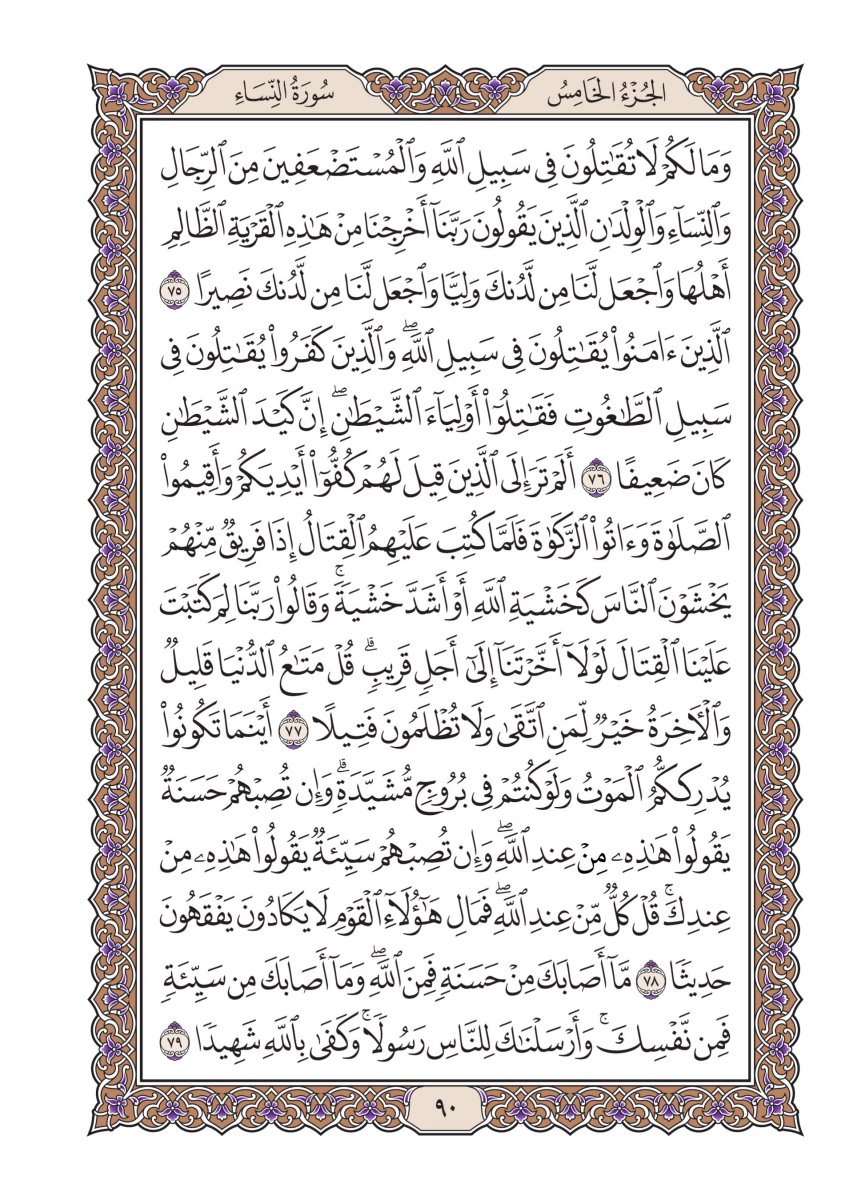 الجُزْءُ الخَامِسُ
سُورَةُ النِّسَاءِ
وَمَا لَكُمۡ لَا تُقَٰتِلُونَ فِي سَبِيلِ ٱللَّهِ وَٱلۡمُسۡتَضۡعَفِينَ مِنَ ٱلرِّجَالِ
وَٱلنِّسَآءِ وَٱلۡوِلۡدَٰنِ ٱلَّذِينَ يَقُولُونَ رَبَّنَآ أَخۡرِجۡنَا مِنۡ هَٰذِهِ ٱلۡقَرۡيَةِ ٱلظَّالِمِ
أَهۡلُهَا وَٱجۡعَل لَّنَا مِن لَّدُنكَ وَلِيّٗا وَٱجۡعَل لَّنَا مِن لَّدُنكَ نَصِيرًا ٧٥
ٱلَّذِينَ ءَامَنُواْ يُقَٰتِلُونَ فِي سَبِيلِ ٱللَّهِۖ وَٱلَّذِينَ كَفَرُواْ يُقَٰتِلُونَ فِي
سَبِيلِ ٱلطَّٰغُوتِ فَقَٰتِلُوٓاْ أَوۡلِيَآءَ ٱلشَّيۡطَٰنِۖ إِنَّ كَيۡدَ ٱلشَّيۡطَٰنِ
كَانَ ضَعِيفًا ٧٦ أَلَمۡ تَرَ إِلَى ٱلَّذِينَ قِيلَ لَهُمۡ كُفُّوٓاْ أَيۡدِيَكُمۡ وَأَقِيمُواْ
ٱلصَّلَوٰةَ وَءَاتُواْ ٱلزَّكَوٰةَ فَلَمَّا كُتِبَ عَلَيۡهِمُ ٱلۡقِتَالُ إِذَا فَرِيقٞ مِّنۡهُمۡ
يَخۡشَوۡنَ ٱلنَّاسَ كَخَشۡيَةِ ٱللَّهِ أَوۡ أَشَدَّ خَشۡيَةٗۚ وَقَالُواْ رَبَّنَا لِمَ كَتَبۡتَ
عَلَيۡنَا ٱلۡقِتَالَ لَوۡلَآ أَخَّرۡتَنَآ إِلَىٰٓ أَجَلٖ قَرِيبٖۗ قُلۡ مَتَٰعُ ٱلدُّنۡيَا قَلِيلٞ
وَٱلۡأٓخِرَةُ خَيۡرٞ لِّمَنِ ٱتَّقَىٰ وَلَا تُظۡلَمُونَ فَتِيلًا ٧٧ أَيۡنَمَا تَكُونُواْ
يُدۡرِككُّمُ ٱلۡمَوۡتُ وَلَوۡ كُنتُمۡ فِي بُرُوجٖ مُّشَيَّدَةٖۗ وَإِن تُصِبۡهُمۡ حَسَنَةٞ
يَقُولُواْ هَٰذِهِۦ مِنۡ عِندِ ٱللَّهِۖ وَإِن تُصِبۡهُمۡ سَيِّئَةٞ يَقُولُواْ هَٰذِهِۦ مِنۡ
عِندِكَۚ قُلۡ كُلّٞ مِّنۡ عِندِ ٱللَّهِۖ فَمَالِ هَٰٓؤُلَآءِ ٱلۡقَوۡمِ لَا يَكَادُونَ يَفۡقَهُونَ
حَدِيثٗا ٧٨ مَّآ أَصَابَكَ مِنۡ حَسَنَةٖ فَمِنَ ٱللَّهِۖ وَمَآ أَصَابَكَ مِن سَيِّئَةٖ
فَمِن نَّفۡسِكَۚ وَأَرۡسَلۡنَٰكَ لِلنَّاسِ رَسُولٗاۚ وَكَفَىٰ بِٱللَّهِ شَهِيدٗا ٧٩
٩٠